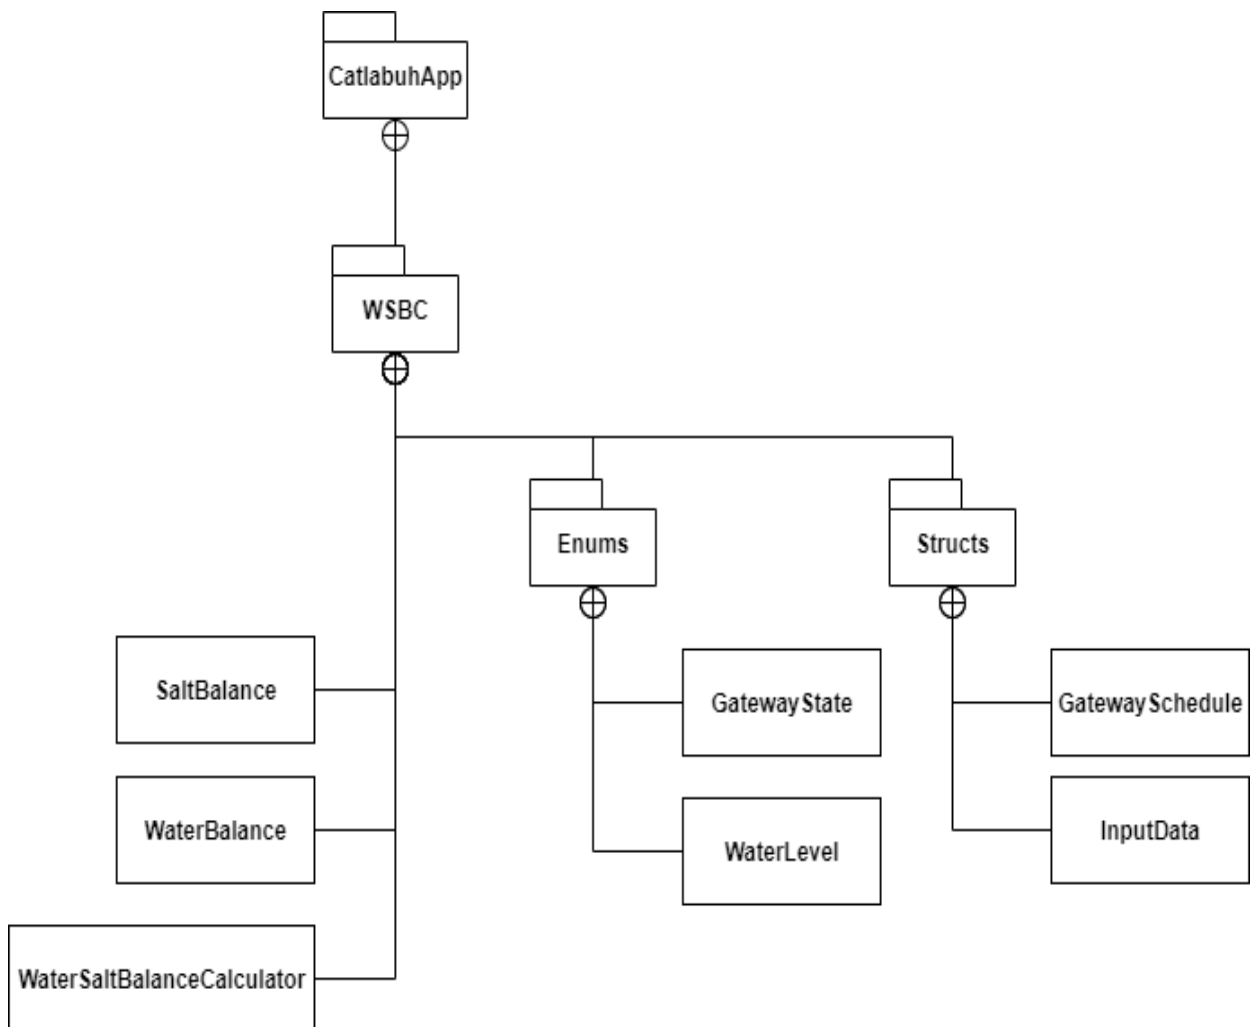 CatlabuhApp
WSBC
Enums
Structs
SaltBalance
GatewayState
GatewaySchedule
WaterBalance
WaterLevel
InputData
WaterSaltBalanceCalculator